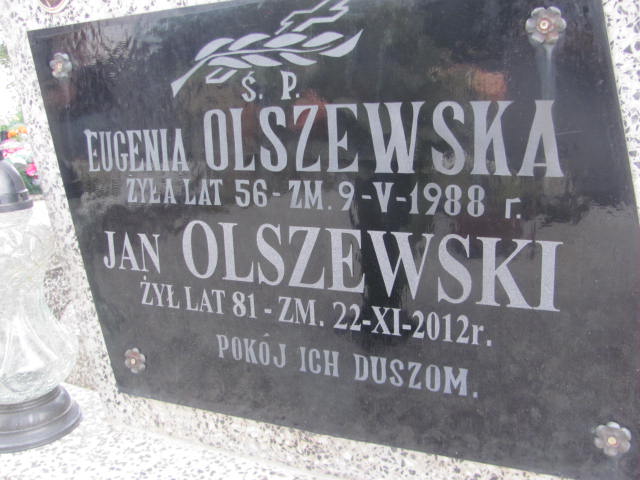 Ś. P.
EUGENIA OLSZEWSKA
ŻYŁA LAT 56 - ZM. 9-V-1988 r.
JAN OLSZEWSKI
ŻYŁ LAT 81 - ZM. 22-XI-2012r.
POKÓJ ICH DUSZOM.